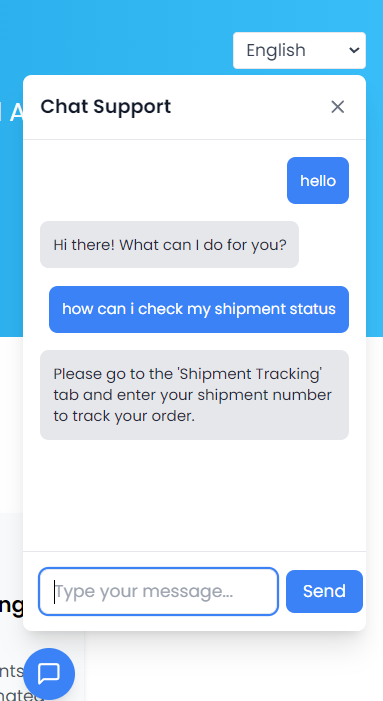 English
l A
Chat Support
hello
Hi there! What can I do for you?
how can i check my shipment status
Please go to the 'Shipment Tracking'
tab and enter your shipment number
to track your order.
Type your message...
Send
ng
nts